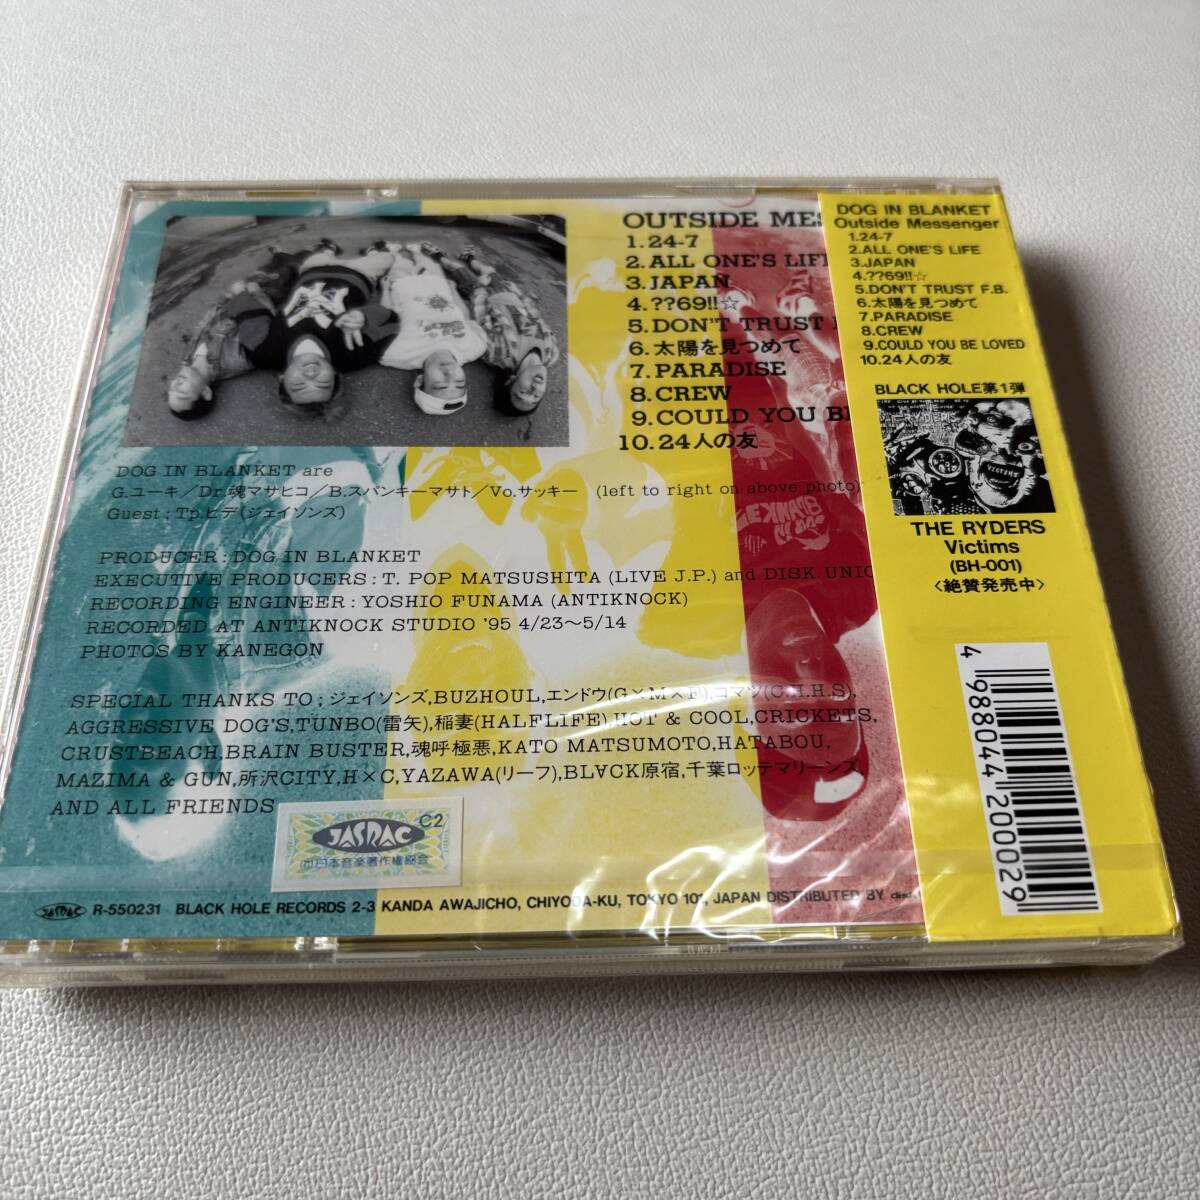 OUTSIDE MES
1. 24-7
2. ALL ONE'S LIF
3. JAPAN
4. ??69!!☆
5. DON'T TRUST
6. 太陽を見つめて
7. PARADISE
8. CREW
9. COULD YOU BE
10. 24人の友
DOG IN BLANKET are
G.ユーキ/Dr.魂マサヒコ/B.スパンキーマサト/Vo.サッキー (left to right on above photo)
Guest; Tp.ヒデ(ジェイソンズ)
PRODUCER : DOG IN BLANKET
EXECUTIVE PRODUCERS : T. POP MATSUSHITA (LIVE J.P.) and DISK UNIO
RECORDING ENGINEER : YOSHIO FUNAMA (ANTIKNOCK)
RECORDED AT ANTIKNOCK STUDIO '95 4/23〜5/14
PHOTOS BY KANEGON
SPECIAL THANKS TO ; ジェイソンズ,BUZHOUL,エンドウ(G×M×F),コマツ(C.H.H.S),
AGGRESSIVE DOG'S,TUNBO(雷矢),稲妻(HALFLIFE),HOT & COOL,CRICKETS,
CRUSTBEACH,BRAIN BUSTER,魂呼極悪,KATO MATSUMOTO,HATABOU,
MAZIMA & GUN,所沢CITY,H×C,YAZAWA(リーフ),BL∀CK原宿,千葉ロッテマリーンズ
AND ALL FRIENDS
JASRAC C2
(社)日本音楽著作権協会
JASRAC R-550231 BLACK HOLE RECORDS 2-3 KANDA AWAJICHO, CHIYODA-KU, TOKYO 101, JAPAN DISTRIBUTED BY
DOG IN BLANKET
Outside Messenger
1.24-7
2.ALL ONE'S LIFE
3.JAPAN
4.??69!!☆
5.DON'T TRUST F.B.
6.太陽を見つめて
7.PARADISE
8.CREW
9.COULD YOU BE LOVED
10.24人の友
BLACK HOLE第1弾
RYDERS
VICTIMS
THE RYDERS
Victims
(BH-001)
〈絶賛発売中〉
4 988044 200029